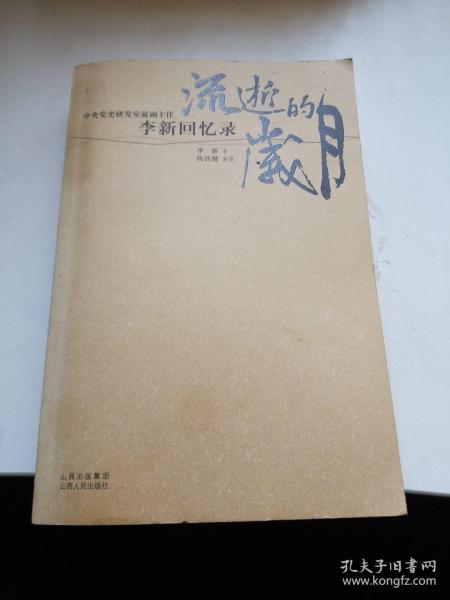 流逝的
歲月
中央党史研究室前副主任
李新回忆录
李 新 著
陈铁健 整理
山西出版集团
山西人民出版社
孔夫子旧书网
www.kongfz.com